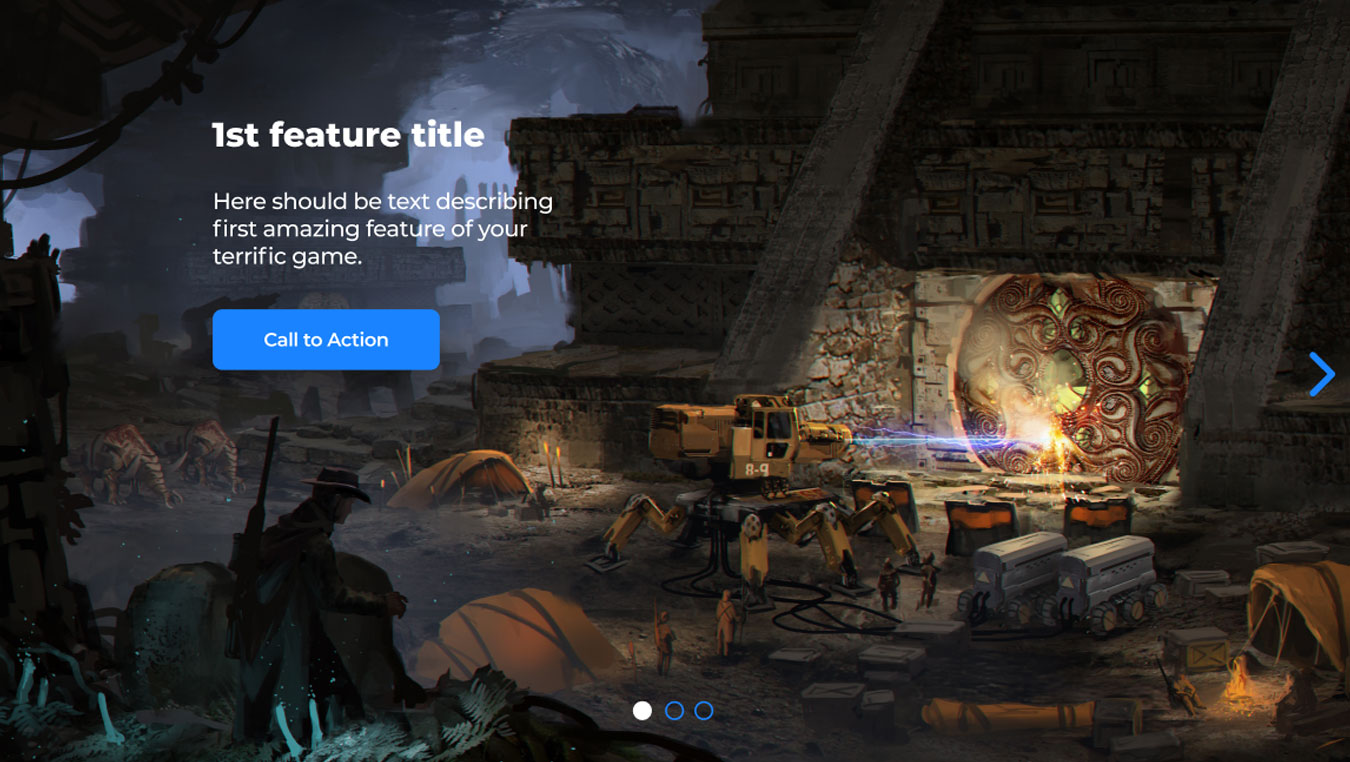 1st feature title
Here should be text describing
first amazing feature of your
terrific game.
Call to Action
8-9